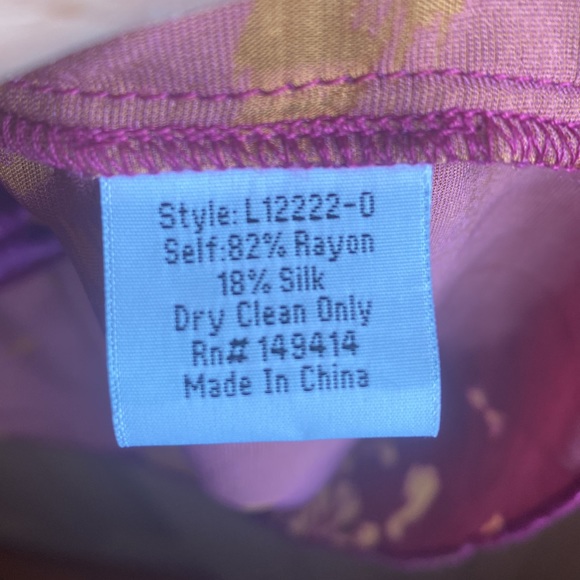 Style: L12222-0
Self:82% Rayon
18% Silk
Dry Clean Only
Rn# 149414
Made In China